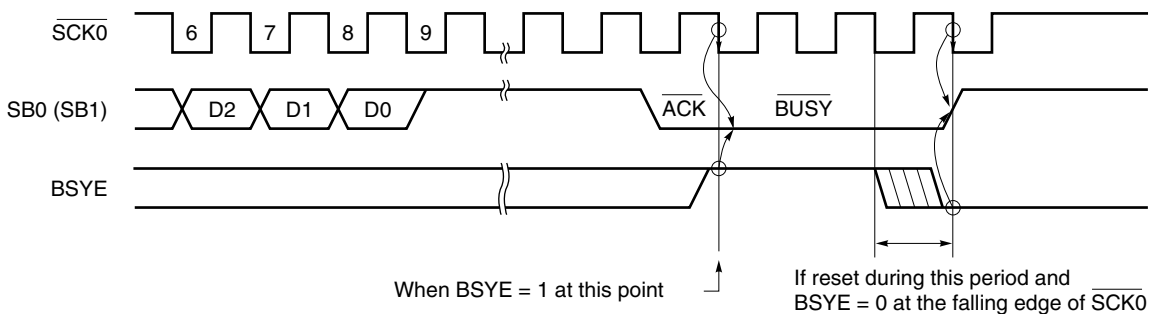 SCK0
6 7 8 9
SB0 (SB1)
D2 D1 D0 ACK BUSY
BSYE
When BSYE = 1 at this point
If reset during this period and
BSYE = 0 at the falling edge of SCK0